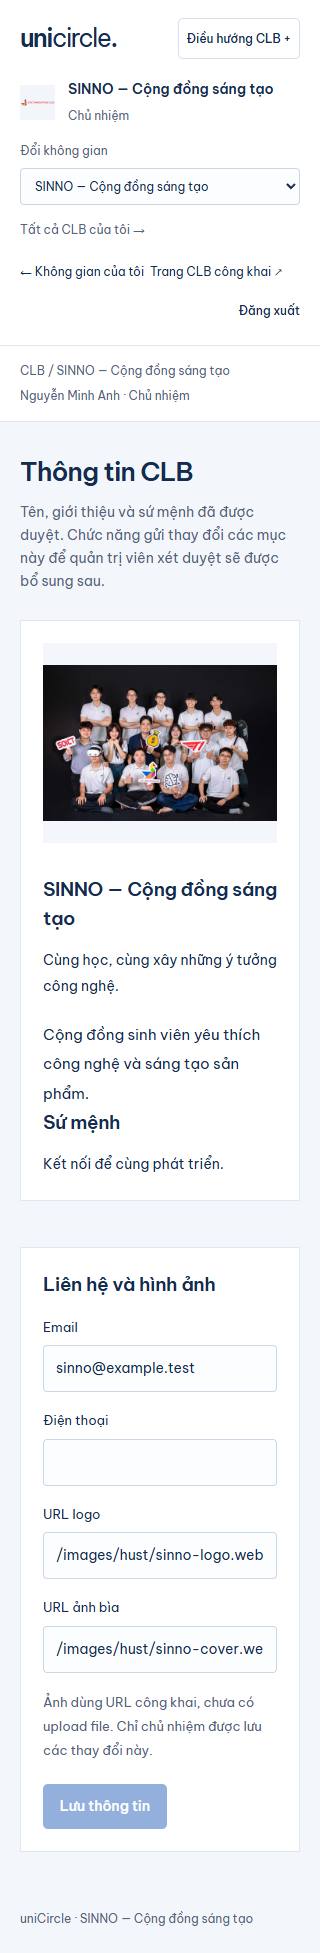 unicircle.
Điều hướng CLB +
SINNO — Cộng đồng sáng tạo
Chủ nhiệm
Đổi không gian
SINNO — Cộng đồng sáng tạo
Tất cả CLB của tôi →
← Không gian của tôi Trang CLB công khai ↗
Đăng xuất
CLB / SINNO — Cộng đồng sáng tạo
Nguyễn Minh Anh · Chủ nhiệm
Thông tin CLB
Tên, giới thiệu và sứ mệnh đã được
duyệt. Chức năng gửi thay đổi các mục
này để quản trị viên xét duyệt sẽ được
bổ sung sau.
SOICT
SINNO — Cộng đồng sáng
tạo
Cùng học, cùng xây những ý tưởng
công nghệ.
Cộng đồng sinh viên yêu thích
công nghệ và sáng tạo sản
phẩm.
Sứ mệnh
Kết nối để cùng phát triển.
Liên hệ và hình ảnh
Email
sinno@example.test
Điện thoại
URL logo
/images/hust/sinno-logo.web
URL ảnh bìa
/images/hust/sinno-cover.we
Ảnh dùng URL công khai, chưa có
upload file. Chỉ chủ nhiệm được lưu
các thay đổi này.
Lưu thông tin
uniCircle · SINNO — Cộng đồng sáng tạo